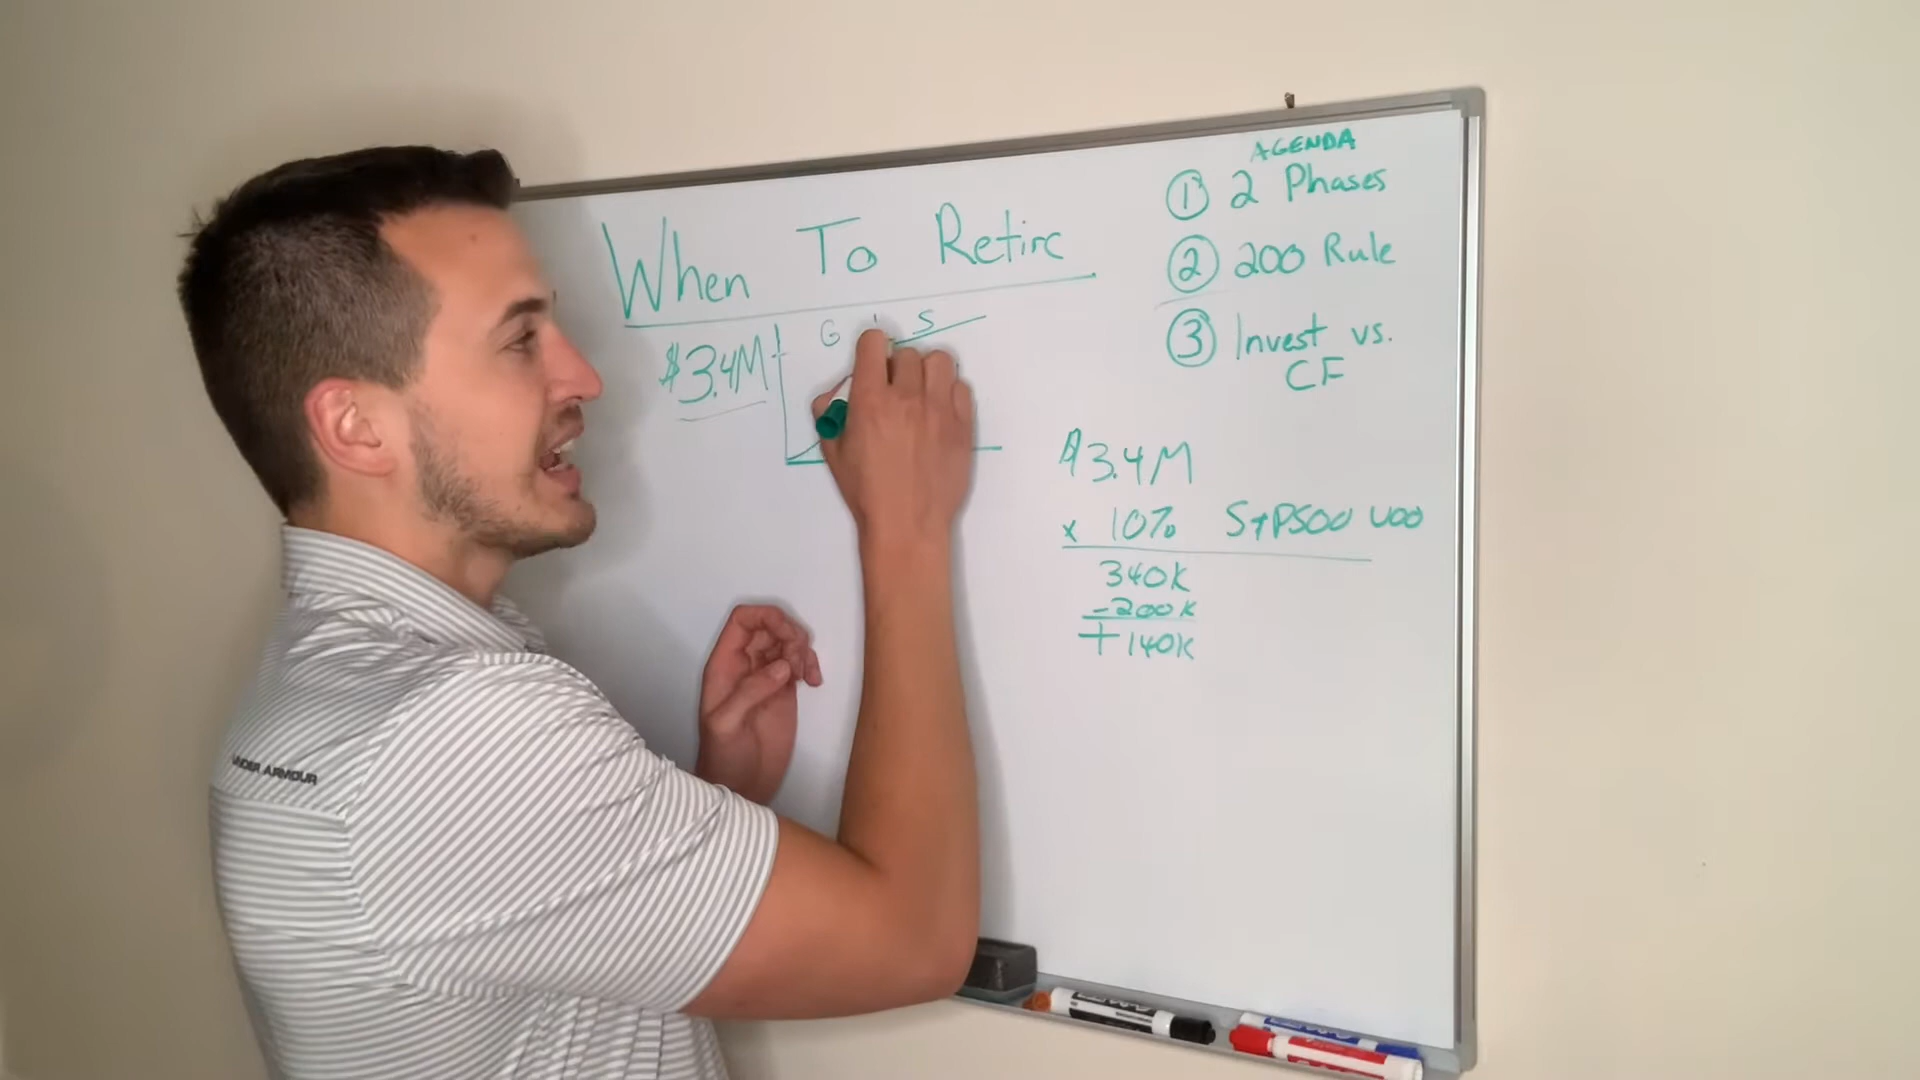 When To Retire
AGENDA
① 2 Phases
② 200 Rule
③ Invest vs.
CF
$3.4M
G S
$3.4M
x 10% S+P500 VOO
340k
-200k
+140k
UNDER ARMOUR